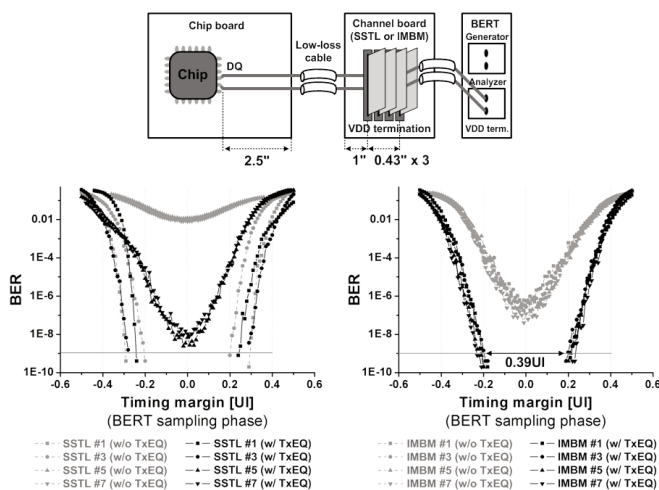 Chip board
Channel board
(SSTL or IMBM)
BERT
Generator
Low-loss
cable
DQ
Chip
Analyzer
VDD termination
VDD term.
2.5"
1"
0.43" x 3
BER
0.01
1E-4
1E-6
1E-8
1E-10
-0.6
-0.4
-0.2
0.0
0.2
0.4
0.6
Timing margin [UI]
(BERT sampling phase)
SSTL #1 (w/o TxEQ)
SSTL #3 (w/o TxEQ)
SSTL #5 (w/o TxEQ)
SSTL #7 (w/o TxEQ)
SSTL #1 (w/ TxEQ)
SSTL #3 (w/ TxEQ)
SSTL #5 (w/ TxEQ)
SSTL #7 (w/ TxEQ)
BER
0.01
1E-4
1E-6
1E-8
1E-10
0.39UI
-0.6
-0.4
-0.2
0.0
0.2
0.4
0.6
Timing margin [UI]
(BERT sampling phase)
IMBM #1 (w/o TxEQ)
IMBM #3 (w/o TxEQ)
IMBM #5 (w/o TxEQ)
IMBM #7 (w/o TxEQ)
IMBM #1 (w/ TxEQ)
IMBM #3 (w/ TxEQ)
IMBM #5 (w/ TxEQ)
IMBM #7 (w/ TxEQ)